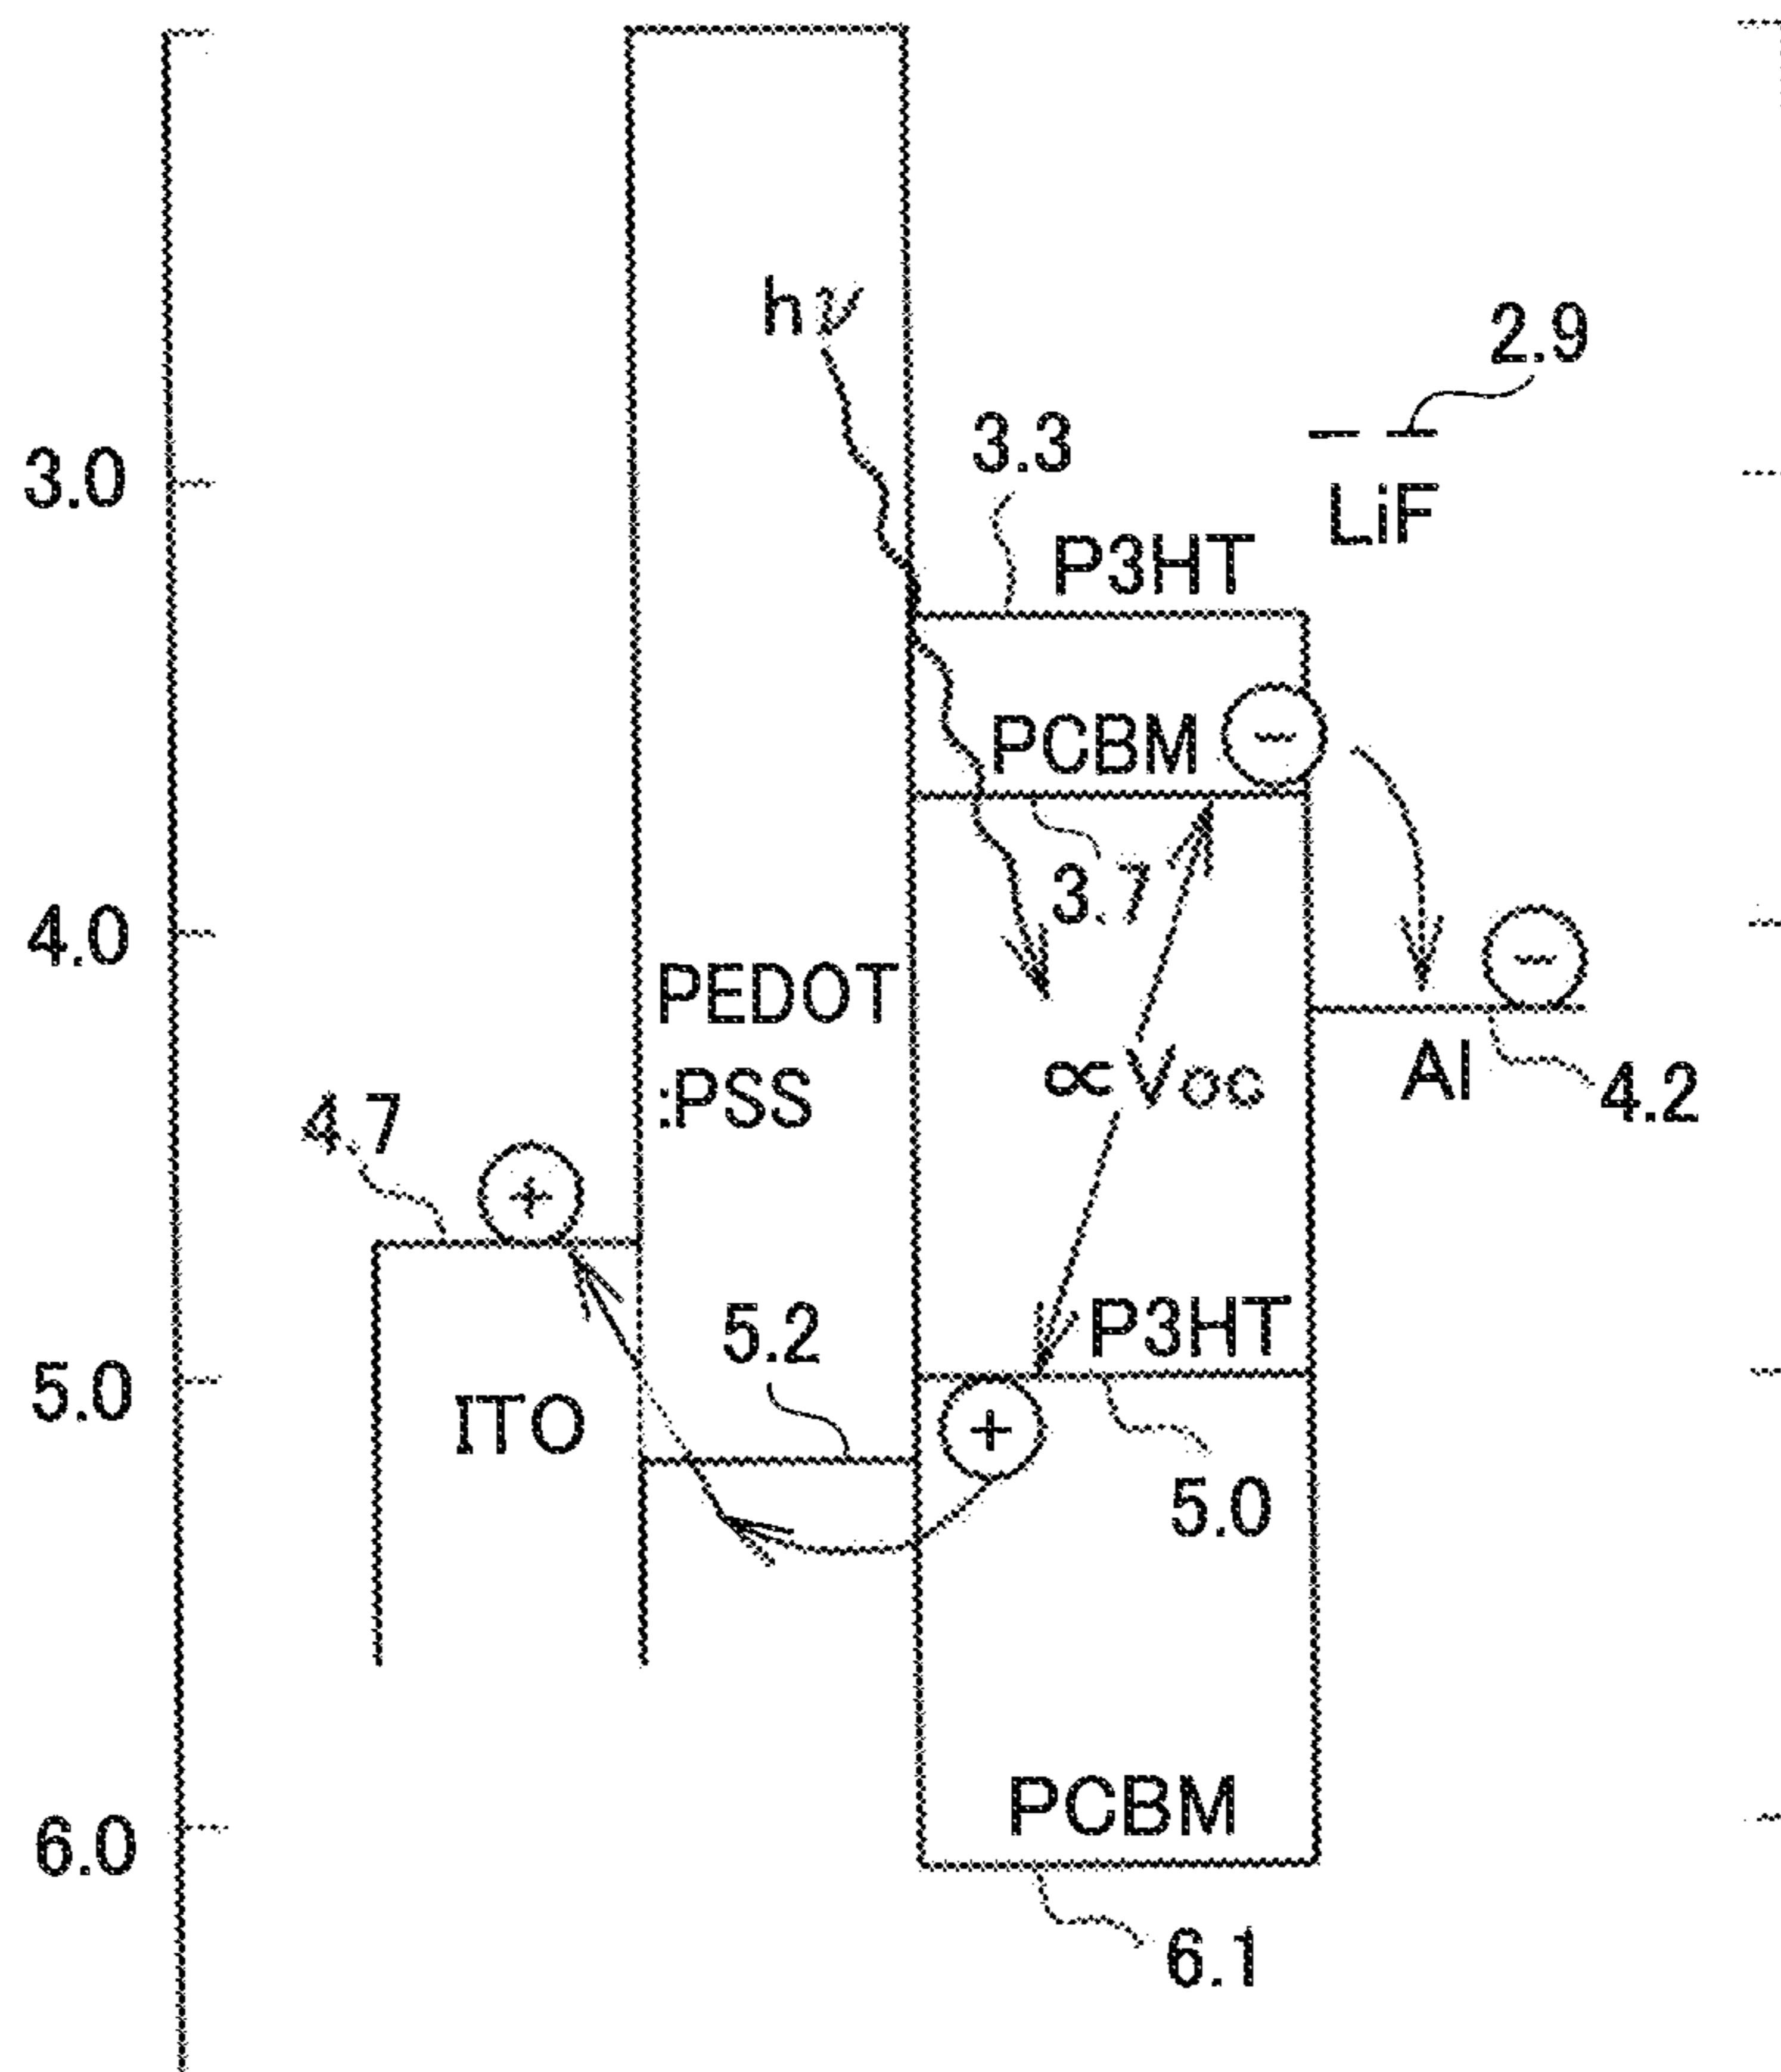 hν
2.9
3.3
3.0
LiF
P3HT
PCBM
⊖
3.7
4.0
⊖
PEDOT
:PSS
∝Voc
Al
4.2
4.7
⊕
P3HT
5.2
5.0
ITO
⊕
5.0
PCBM
6.0
6.1